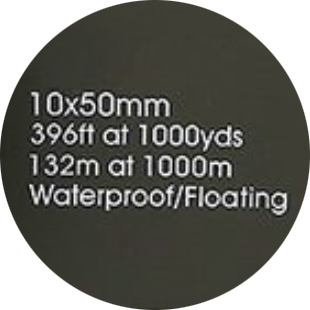 10x50mm
396ft at 1000yds
132m at 1000m
Waterproof/Floating